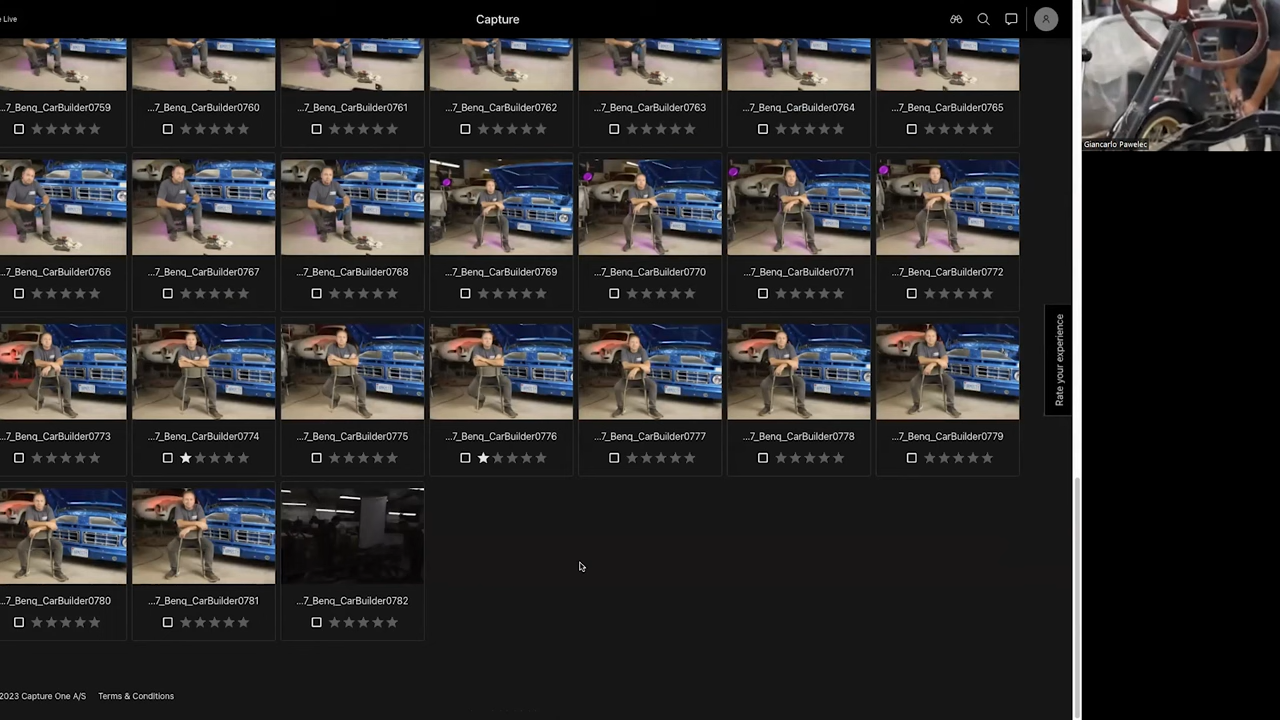 e Live
Capture
Giancarlo Pawelec
...7_Benq_CarBuilder0759
...7_Benq_CarBuilder0760
...7_Benq_CarBuilder0761
...7_Benq_CarBuilder0762
...7_Benq_CarBuilder0763
...7_Benq_CarBuilder0764
...7_Benq_CarBuilder0765
...7_Benq_CarBuilder0766
...7_Benq_CarBuilder0767
...7_Benq_CarBuilder0768
...7_Benq_CarBuilder0769
...7_Benq_CarBuilder0770
...7_Benq_CarBuilder0771
...7_Benq_CarBuilder0772
Rate your experience
...7_Benq_CarBuilder0773
...7_Benq_CarBuilder0774
...7_Benq_CarBuilder0775
...7_Benq_CarBuilder0776
...7_Benq_CarBuilder0777
...7_Benq_CarBuilder0778
...7_Benq_CarBuilder0779
...7_Benq_CarBuilder0780
...7_Benq_CarBuilder0781
...7_Benq_CarBuilder0782
2023 Capture One A/S Terms & Conditions